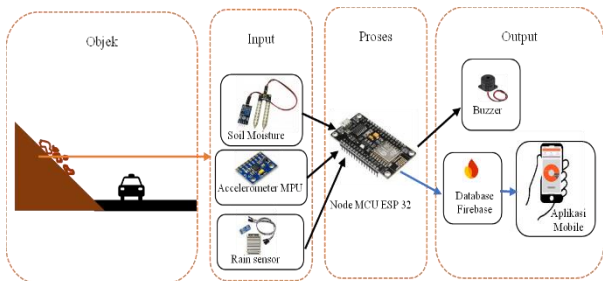 Objek
Input
Proses
Output
Soil Moisture
Accelerometer MPU
Rain sensor
Node MCU ESP 32
Buzzer
Database
Firebase
Aplikasi
Mobile